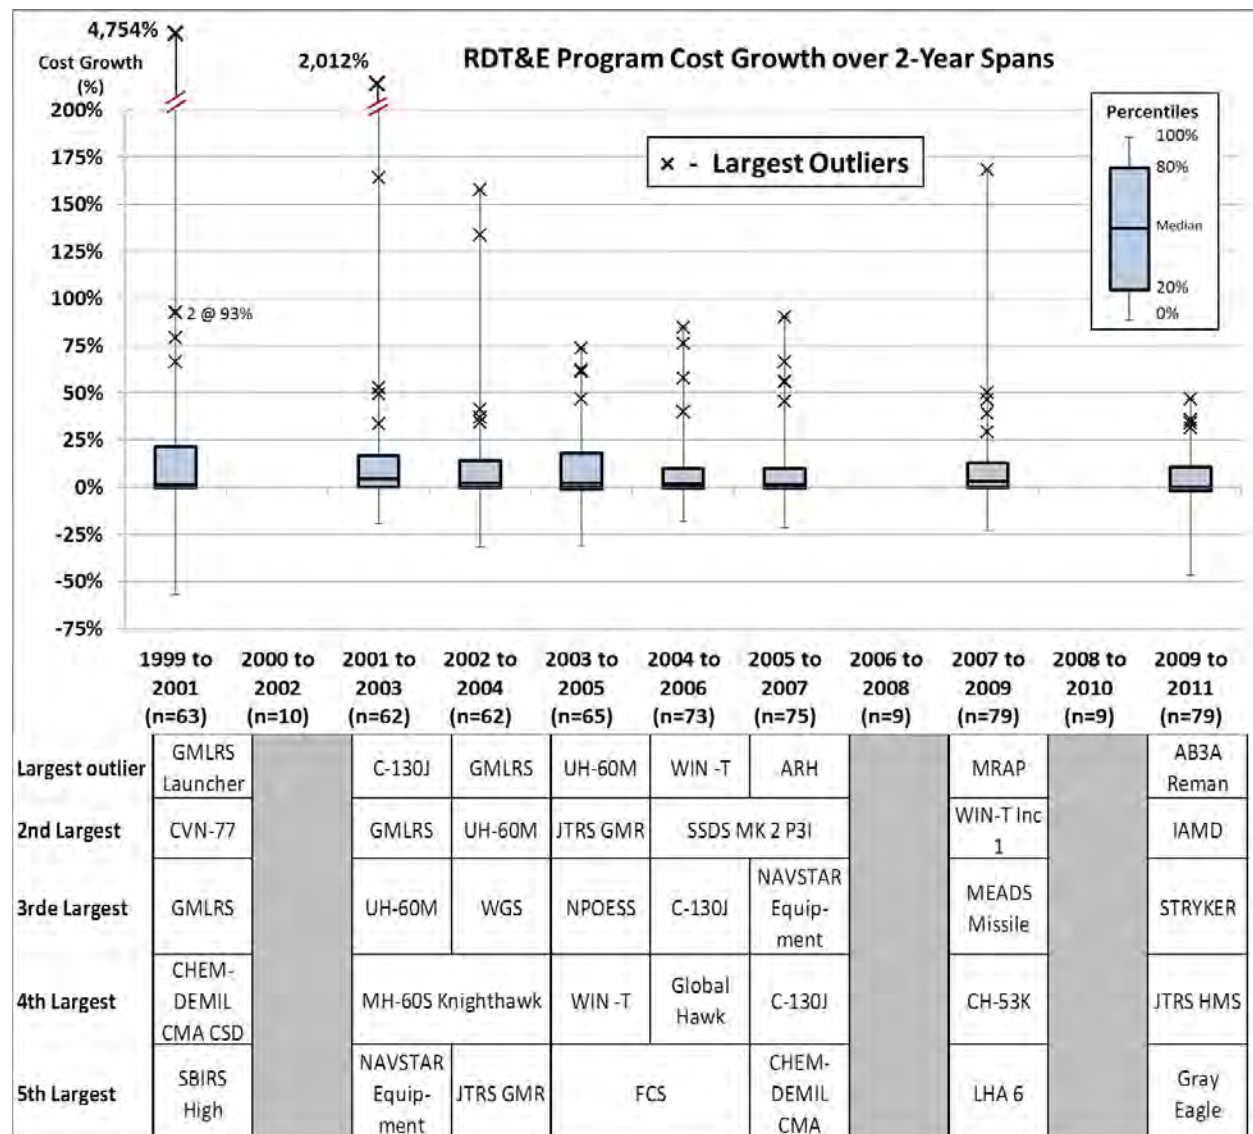 4,754%
2,012%
RDT&E Program Cost Growth over 2-Year Spans
Cost Growth
(%)
200%
175%
150%
125%
100%
75%
50%
25%
0%
-25%
-50%
-75%
2 @ 93%
× - Largest Outliers
Percentiles
100%
80%
Median
20%
0%
1999 to 2000 to 2001 to 2002 to 2003 to 2004 to 2005 to 2006 to 2007 to 2008 to 2009 to
2001 2002 2003 2004 2005 2006 2007 2008 2009 2010 2011
(n=63) (n=10) (n=62) (n=62) (n=65) (n=73) (n=75) (n=9) (n=79) (n=9) (n=79)
Largest outlier
GMLRS
Launcher
C-130J
GMLRS
UH-60M
WIN -T
ARH
MRAP
AB3A
Reman
2nd Largest
CVN-77
GMLRS
UH-60M
JTRS GMR
SSDS MK 2 P3I
WIN-T Inc
1
IAMD
3rde Largest
GMLRS
UH-60M
WGS
NPOESS
C-130J
NAVSTAR
Equip-
ment
MEADS
Missile
STRYKER
4th Largest
CHEM-
DEMIL
CMA CSD
MH-60S Knighthawk
WIN -T
Global
Hawk
C-130J
CH-53K
JTRS HMS
5th Largest
SBIRS
High
NAVSTAR
Equip-
ment
JTRS GMR
FCS
CHEM-
DEMIL
CMA
LHA 6
Gray
Eagle